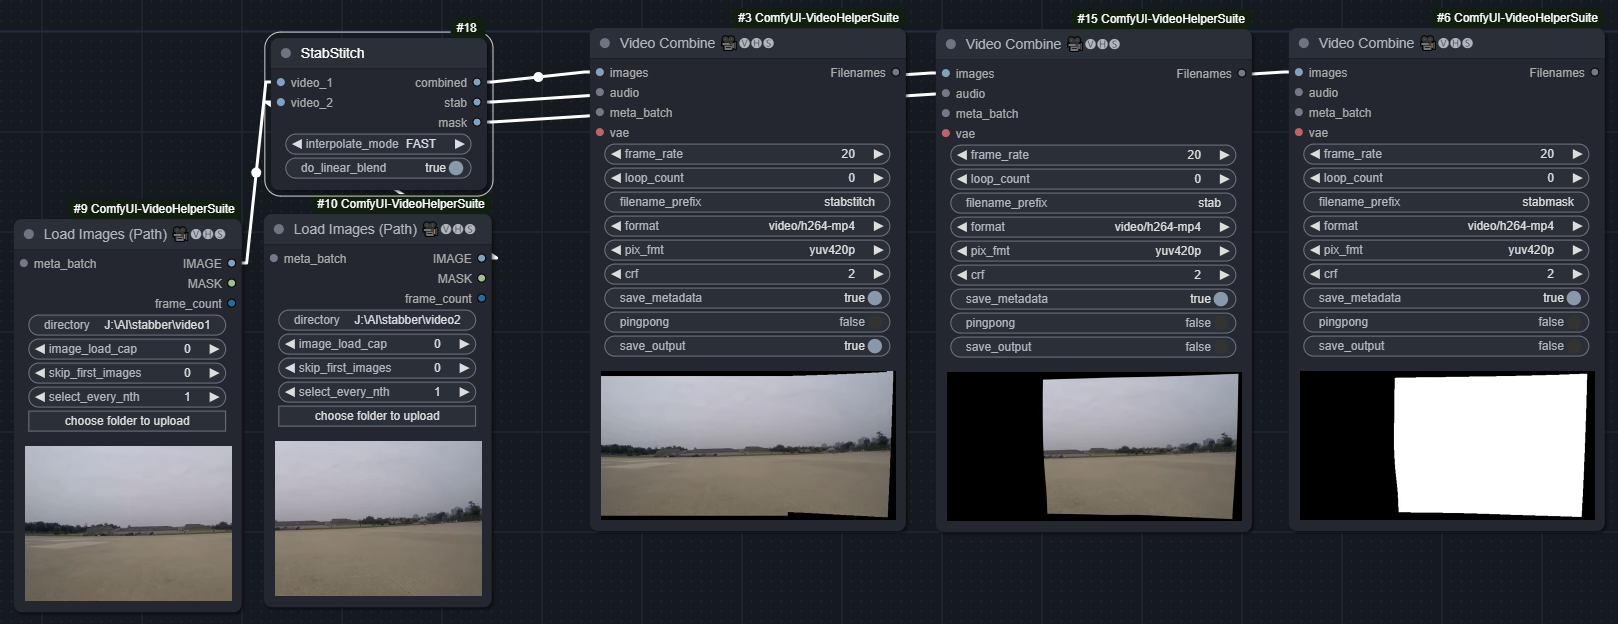 #18
StabStitch
video_1 combined
video_2 stab
mask
interpolate_mode FAST
do_linear_blend true
#9 ComfyUI-VideoHelperSuite
Load Images (Path) 🎥🅥🅗🅢
meta_batch IMAGE
MASK
frame_count
directory J:\AI\stabber\video1
image_load_cap 0
skip_first_images 0
select_every_nth 1
choose folder to upload
#10 ComfyUI-VideoHelperSuite
Load Images (Path) 🎥🅥🅗🅢
meta_batch IMAGE
MASK
frame_count
directory J:\AI\stabber\video2
image_load_cap 0
skip_first_images 0
select_every_nth 1
choose folder to upload
#3 ComfyUI-VideoHelperSuite
Video Combine 🎥🅥🅗🅢
images Filenames
audio
meta_batch
vae
frame_rate 20
loop_count 0
filename_prefix stabstitch
format video/h264-mp4
pix_fmt yuv420p
crf 2
save_metadata true
pingpong false
save_output true
#15 ComfyUI-VideoHelperSuite
Video Combine 🎥🅥🅗🅢
images Filenames
audio
meta_batch
vae
frame_rate 20
loop_count 0
filename_prefix stab
format video/h264-mp4
pix_fmt yuv420p
crf 2
save_metadata true
pingpong false
save_output false
#6 ComfyUI-VideoHelperSuite
Video Combine 🎥🅥🅗🅢
images Filenames
audio
meta_batch
vae
frame_rate 20
loop_count 0
filename_prefix stabmask
format video/h264-mp4
pix_fmt yuv420p
crf 2
save_metadata true
pingpong false
save_output false